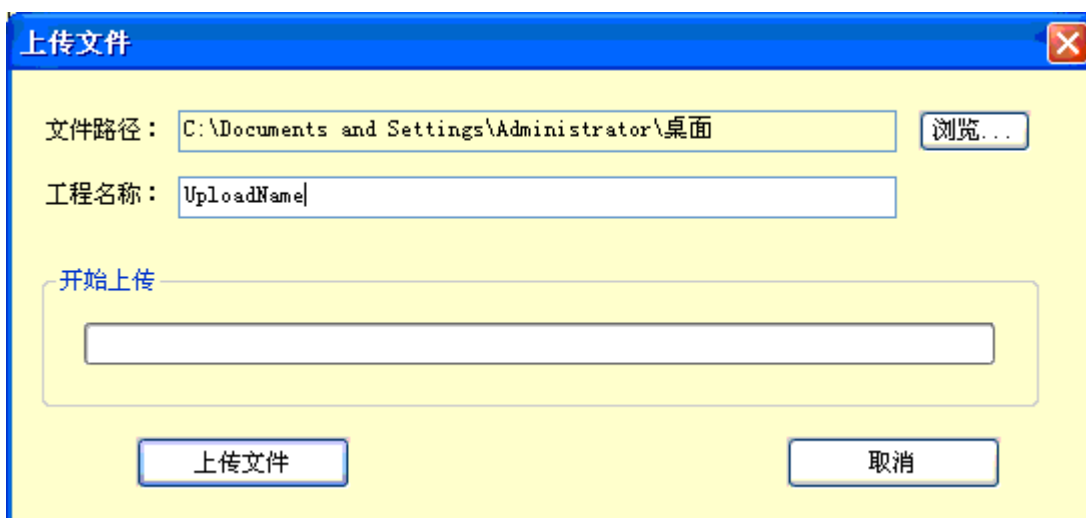 上传文件
文件路径： C:\Documents and Settings\Administrator\桌面 浏览...
工程名称： UploadName
开始上传
上传文件 取消